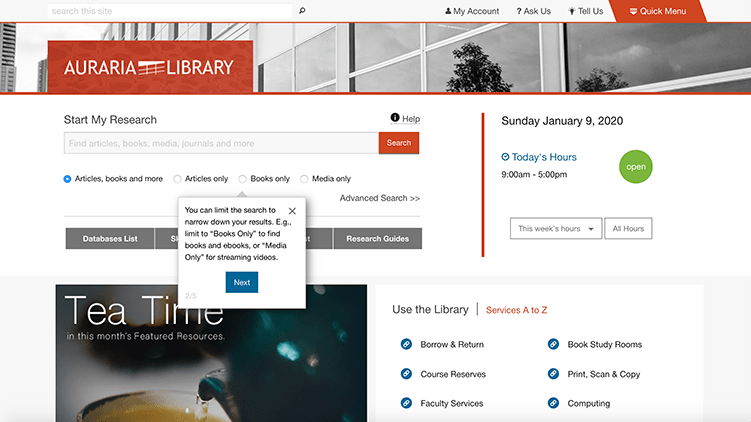 search this site
My Account
? Ask Us
Tell Us
Quick Menu
AURARIA LIBRARY
Start My Research
Help
Find articles, books, media, journals and more
Search
Articles, books and more
Articles only
Books only
Media only
Advanced Search >>
You can limit the search to
narrow down your results. E.g.,
limit to “Books Only” to find
books and ebooks, or “Media
Only” for streaming videos.
Next
2/5
Databases List
Research Guides
Sunday January 9, 2020
Today's Hours
9:00am - 5:00pm
open
This week's hours
All Hours
Tea Time
in this month's Featured Resources.
Use the Library
Services A to Z
Borrow & Return
Book Study Rooms
Course Reserves
Print, Scan & Copy
Faculty Services
Computing